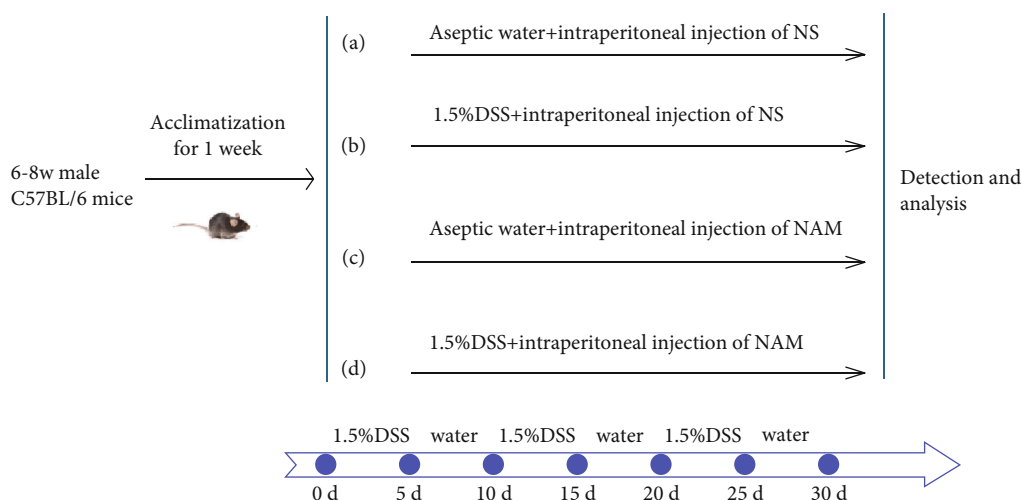 6-8w male
C57BL/6 mice
Acclimatization
for 1 week
(a)
Aseptic water+intraperitoneal injection of NS
(b)
1.5%DSS+intraperitoneal injection of NS
(c)
Aseptic water+intraperitoneal injection of NAM
(d)
1.5%DSS+intraperitoneal injection of NAM
Detection and
analysis
1.5%DSS water 1.5%DSS water 1.5%DSS water
0 d 5 d 10 d 15 d 20 d 25 d 30 d